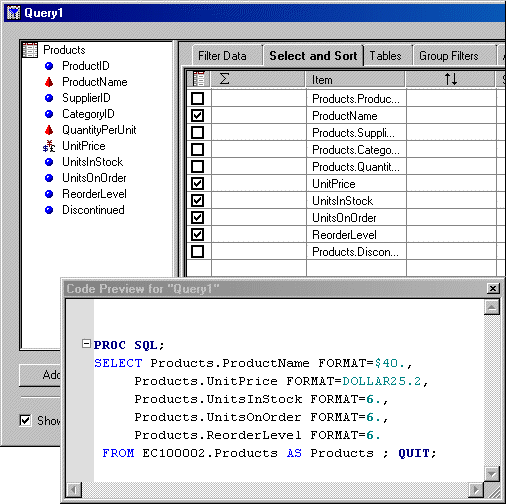 Query1
Products
ProductID
ProductName
SupplierID
CategoryID
QuantityPerUnit
UnitPrice
UnitsInStock
UnitsOnOrder
ReorderLevel
Discontinued
Filter Data Select and Sort Tables Group Filters
Σ Item
Products.Produc...
ProductName
Products.Suppli...
Products.Catego...
Products.Quantit...
UnitPrice
UnitsInStock
UnitsOnOrder
ReorderLevel
Products.Discon...
Add
Show
Code Preview for "Query1"
PROC SQL;
SELECT Products.ProductName FORMAT=$40.,
Products.UnitPrice FORMAT=DOLLAR25.2,
Products.UnitsInStock FORMAT=6.,
Products.UnitsOnOrder FORMAT=6.,
Products.ReorderLevel FORMAT=6.
FROM EC100002.Products AS Products ; QUIT;